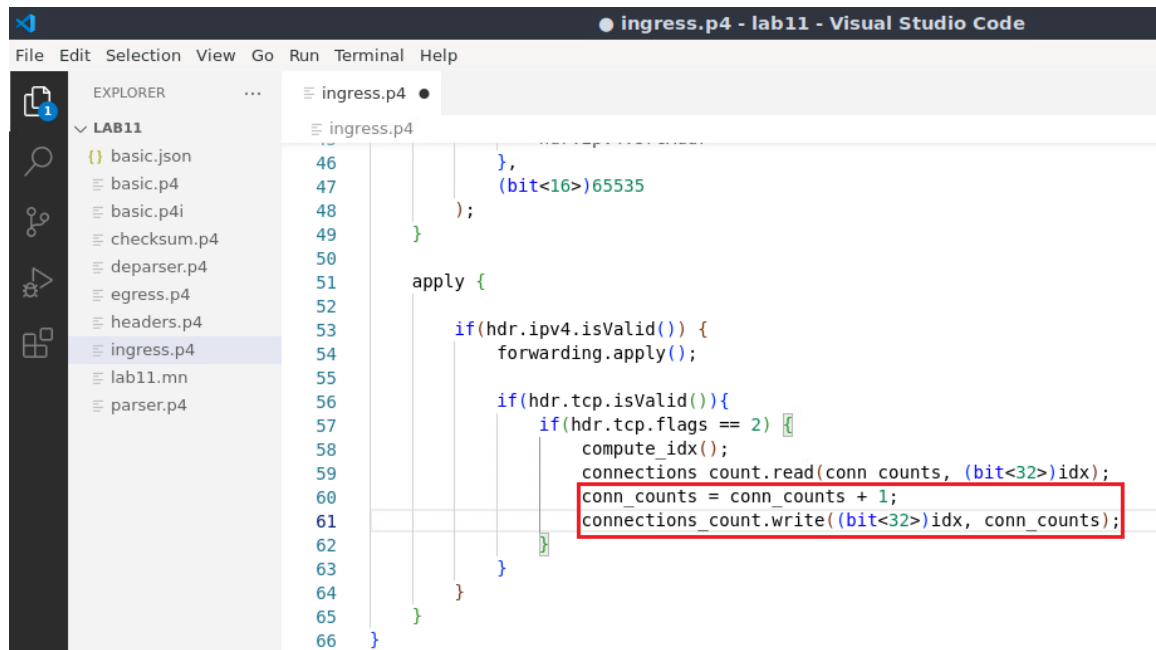 ● ingress.p4 - lab11 - Visual Studio Code
File Edit Selection View Go Run Terminal Help
EXPLORER ...
1
LAB11
{} basic.json
basic.p4
basic.p4i
checksum.p4
deparser.p4
egress.p4
headers.p4
ingress.p4
lab11.mn
parser.p4
ingress.p4 ●
ingress.p4
46 },
47 (bit<16>)65535
48 );
49 }
50
51 apply {
52
53 if(hdr.ipv4.isValid()) {
54 forwarding.apply();
55
56 if(hdr.tcp.isValid()){
57 if(hdr.tcp.flags == 2) {
58 compute_idx();
59 connections_count.read(conn_counts, (bit<32>)idx);
60 conn_counts = conn_counts + 1;
61 connections_count.write((bit<32>)idx, conn_counts);
62 }
63 }
64 }
65 }
66 }